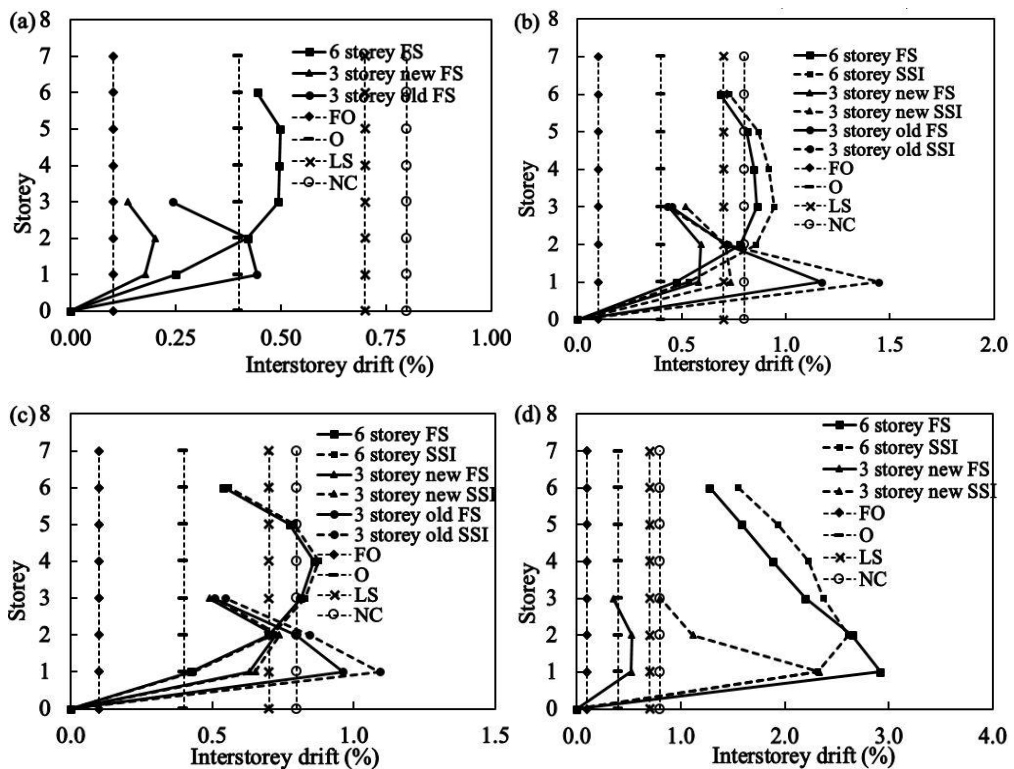 (a)
8
7
6
5
4
3
2
1
0
Storey
6 storey FS
3 storey new FS
3 storey old FS
FO
O
LS
NC
0.00 0.25 0.50 0.75 1.00
Interstorey drift (%)
(b)
8
7
6
5
4
3
2
1
0
Storey
6 storey FS
6 storey SSI
3 storey new FS
3 storey new SSI
3 storey old FS
3 storey old SSI
FO
O
LS
NC
0.0 0.5 1.0 1.5 2.0
Interstorey drift (%)
(c)
8
7
6
5
4
3
2
1
0
Storey
6 storey FS
6 storey SSI
3 storey new FS
3 storey new SSI
3 storey old FS
3 storey old SSI
FO
O
LS
NC
0.0 0.5 1.0 1.5
Interstorey drift (%)
(d)
8
7
6
5
4
3
2
1
0
Storey
6 storey FS
6 storey SSI
3 storey new FS
3 storey new SSI
FO
O
LS
NC
0.0 1.0 2.0 3.0 4.0
Interstorey drift (%)